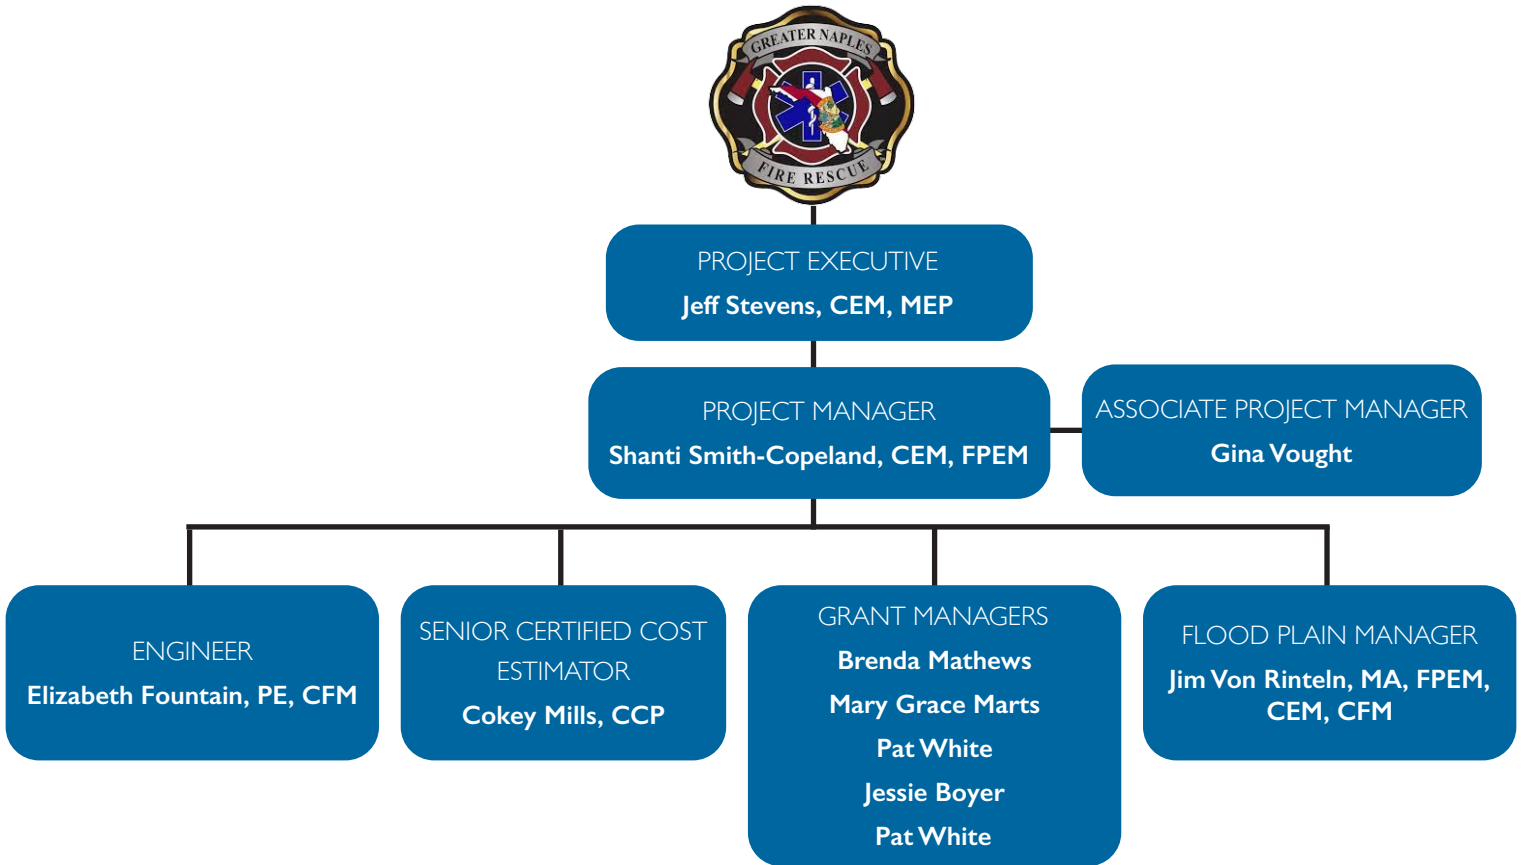 GREATER NAPLES
FIRE RESCUE
PROJECT EXECUTIVE
Jeff Stevens, CEM, MEP
PROJECT MANAGER
Shanti Smith-Copeland, CEM, FPEM
ASSOCIATE PROJECT MANAGER
Gina Vought
ENGINEER
Elizabeth Fountain, PE, CFM
SENIOR CERTIFIED COST
ESTIMATOR
Cokey Mills, CCP
GRANT MANAGERS
Brenda Mathews
Mary Grace Marts
Pat White
Jessie Boyer
Pat White
FLOOD PLAIN MANAGER
Jim Von Rinteln, MA, FPEM,
CEM, CFM